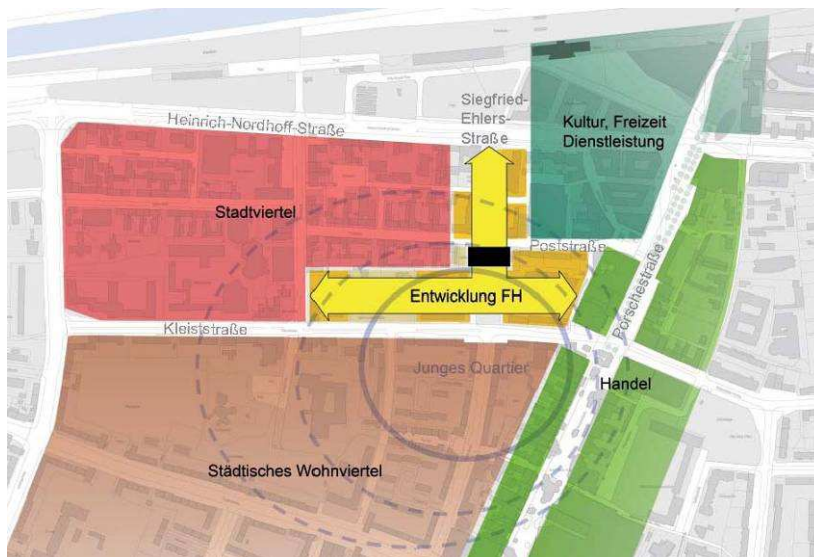 Siegfried-
Ehlers-
Straße
Kultur, Freizeit
Dienstleistung
Heinrich-Nordhoff-Straße
Stadtviertel
Poststraße
Porschestraße
Entwicklung FH
Kleiststraße
Junges Quartier
Handel
Städtisches Wohnviertel